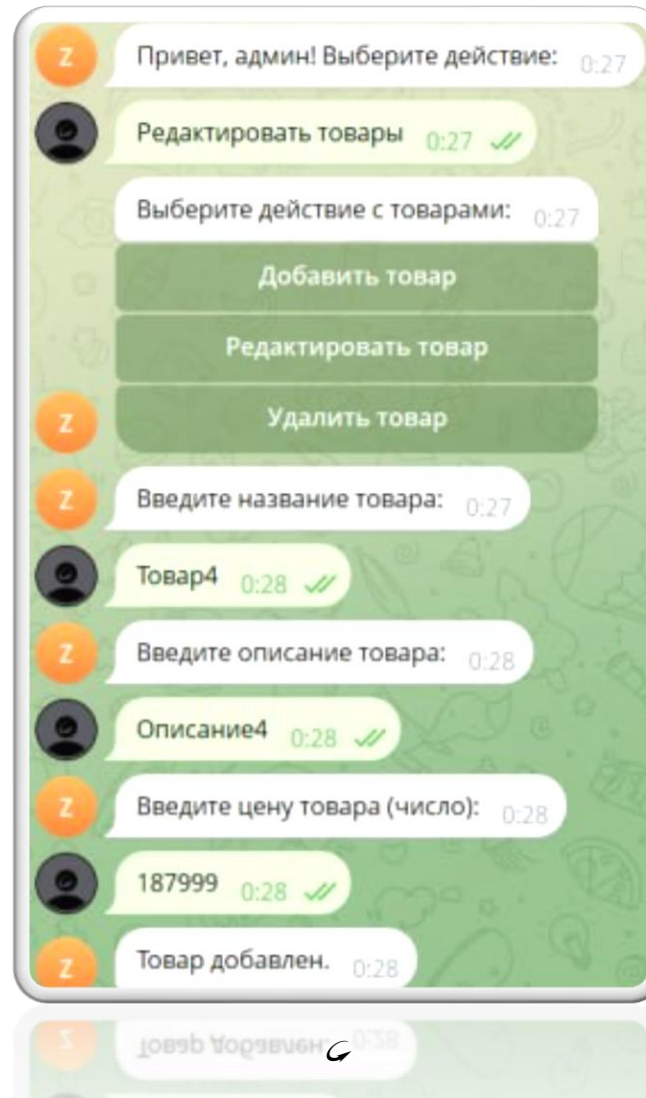 Z
Привет, админ! Выберите действие: 0:27
Редактировать товары 0:27
Выберите действие с товарами: 0:27
Добавить товар
Редактировать товар
Удалить товар
Z
Z
Введите название товара: 0:27
Товар4 0:28
Z
Введите описание товара: 0:28
Описание4 0:28
Z
Введите цену товара (число): 0:28
187999 0:28
Z
Товар добавлен. 0:28